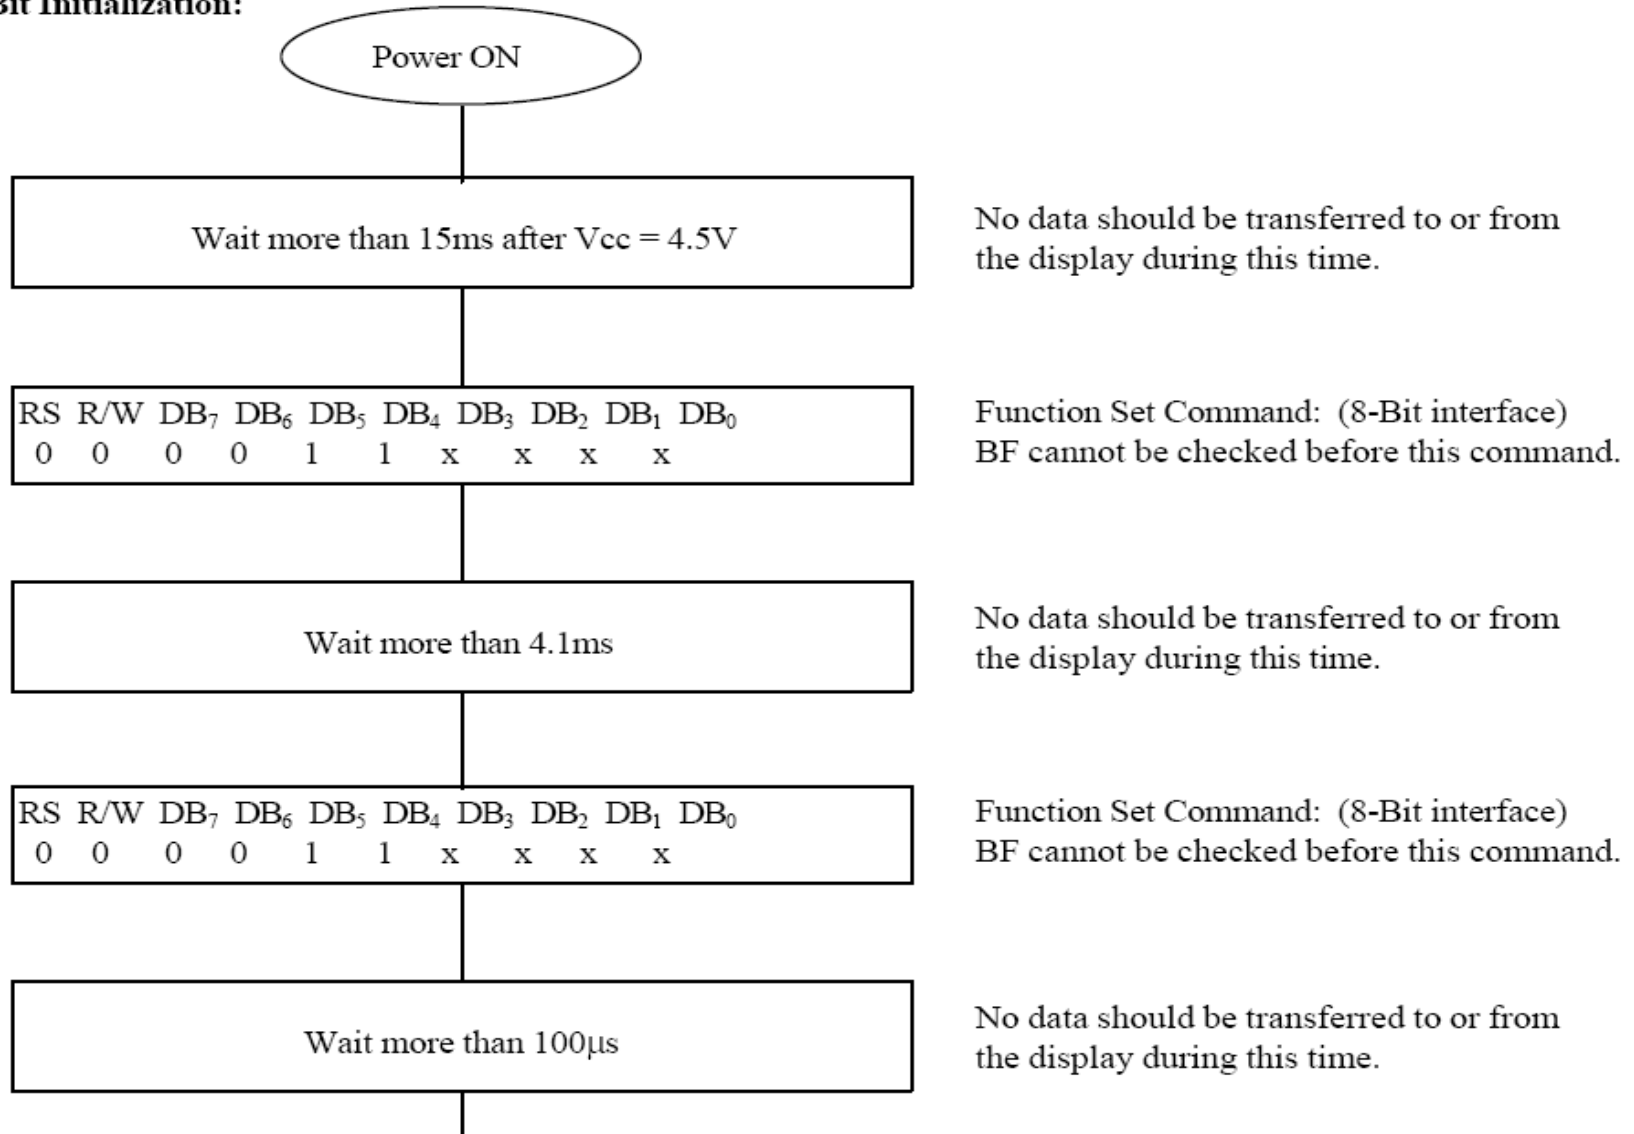 Bit Initialization:
Power ON
Wait more than 15ms after Vcc = 4.5V
No data should be transferred to or from
the display during this time.
RS R/W DB₇ DB₆ DB₅ DB₄ DB₃ DB₂ DB₁ DB₀
0 0 0 0 1 1 x x x x
Function Set Command: (8-Bit interface)
BF cannot be checked before this command.
Wait more than 4.1ms
No data should be transferred to or from
the display during this time.
RS R/W DB₇ DB₆ DB₅ DB₄ DB₃ DB₂ DB₁ DB₀
0 0 0 0 1 1 x x x x
Function Set Command: (8-Bit interface)
BF cannot be checked before this command.
Wait more than 100μs
No data should be transferred to or from
the display during this time.